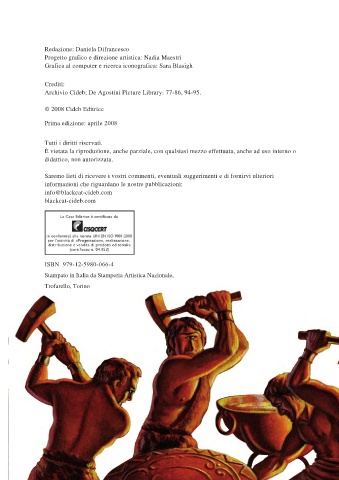 Redazione: Daniela Difrancesco
Progetto grafico e direzione artistica: Nadia Maestri
Grafica al computer e ricerca iconografica: Sara Blasigh
Crediti:
Archivio Cideb; De Agostini Picture Library: 77-86, 94-95.
© 2008 Cideb Editrice
Prima edizione: aprile 2008
Tutti i diritti riservati.
È vietata la riproduzione, anche parziale, con qualsiasi mezzo effettuata, anche ad uso interno o
didattico, non autorizzata.
Saremo lieti di ricevere i vostri commenti, eventuali suggerimenti e di fornirvi ulteriori
informazioni che riguardano le nostre pubblicazioni:
info@blackcat-cideb.com
blackcat-cideb.com
La Casa Editrice è certificata da
CISQCERT
in conformità alla norma UNI EN ISO 9001:2000
per l'attività di «Progettazione, realizzazione,
distribuzione e vendita di prodotti editoriali»
(certificato n. 04.953)
ISBN 979-12-5980-066-4
Stampato in Italia da Stamperia Artistica Nazionale,
Trofarello, Torino